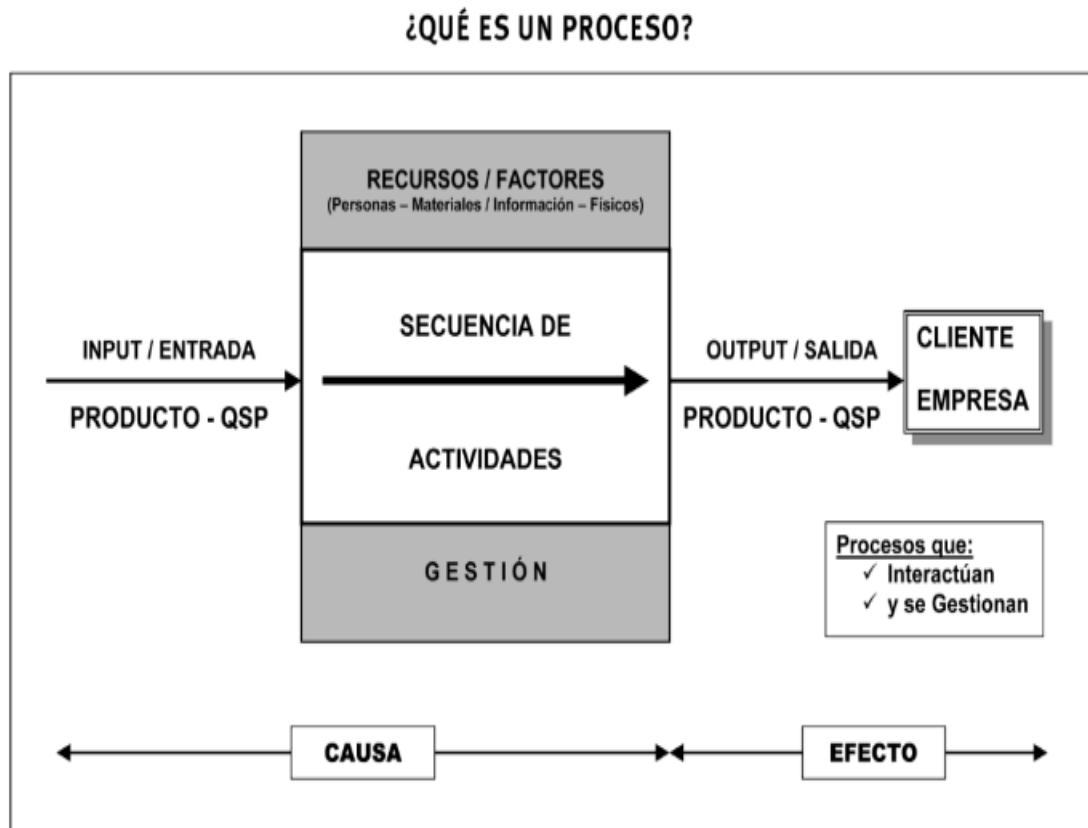 ¿QUÉ ES UN PROCESO?
RECURSOS / FACTORES
(Personas – Materiales / Información – Físicos)
SECUENCIA DE
ACTIVIDADES
GESTIÓN
INPUT / ENTRADA
PRODUCTO - QSP
OUTPUT / SALIDA
PRODUCTO - QSP
CLIENTE
EMPRESA
Procesos que:
✓ Interactúan
✓ y se Gestionan
CAUSA
EFECTO